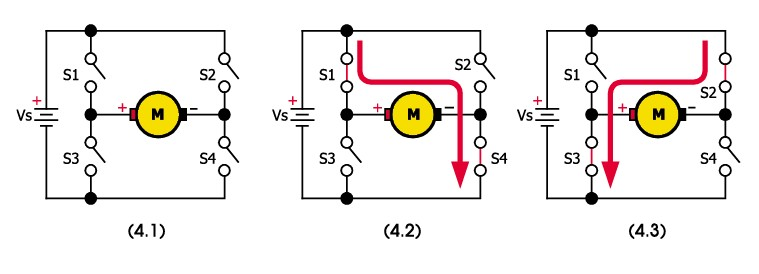 S1 S2
+ Vs + M -
S3 S4
(4.1)
S1 S2
+ Vs + M -
S3 S4
(4.2)
S1 S2
+ Vs + M -
S3 S4
(4.3)